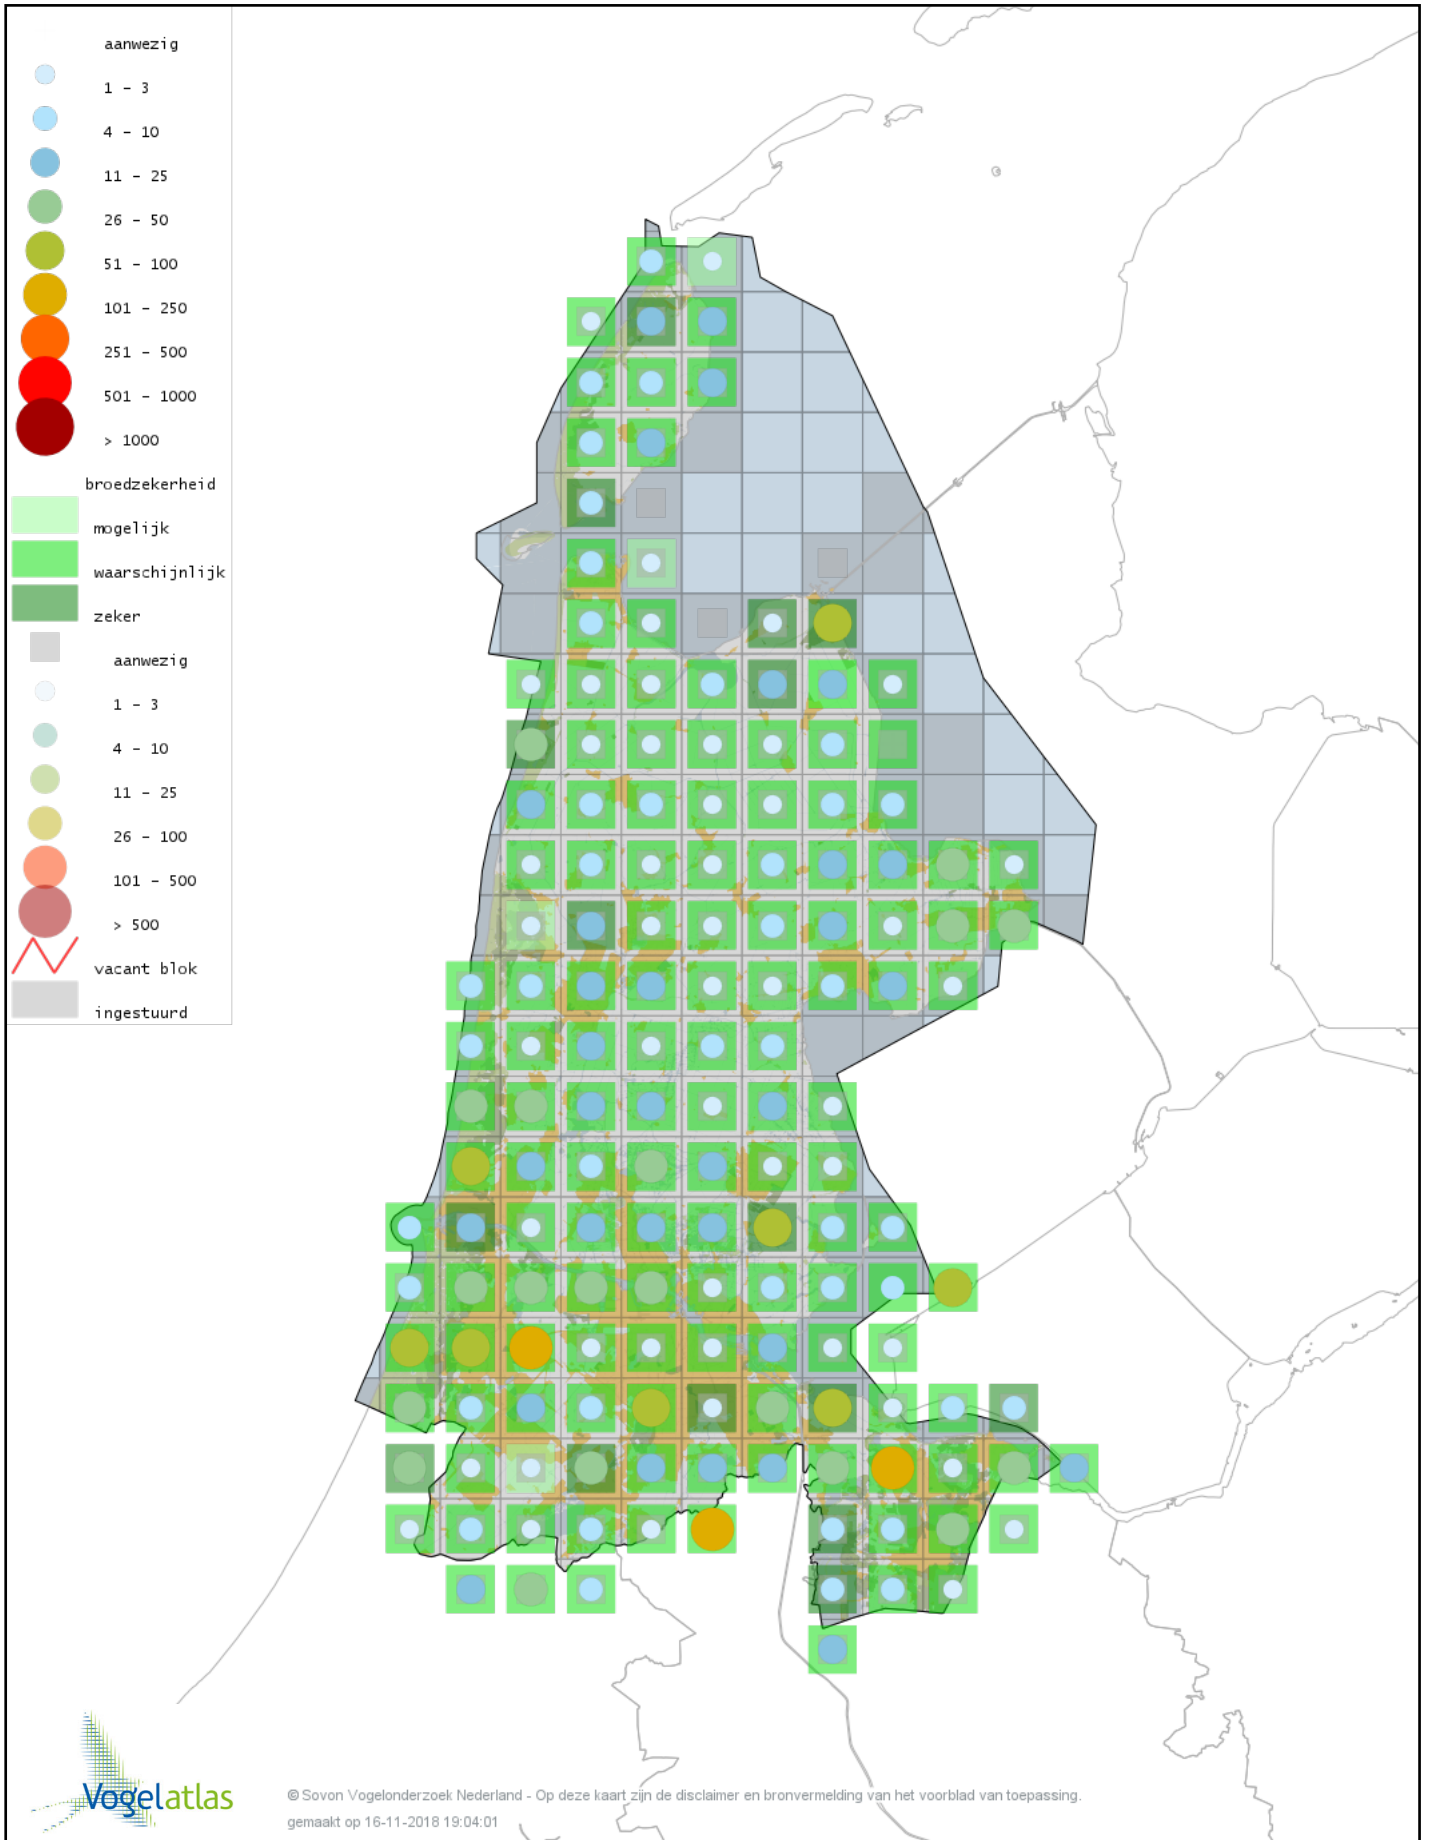 aanwezig
1 - 3
4 - 10
11 - 25
26 - 50
51 - 100
101 - 250
251 - 500
501 - 1000
> 1000
broedzekerheid
mogelijk
waarschijnlijk
zeker
aanwezig
1 - 3
4 - 10
11 - 25
26 - 100
101 - 500
> 500
vacant blok
ingestuurd
Vogelatlas
© Sovon Vogelonderzoek Nederland - Op deze kaart zijn de disclaimer en bronvermelding van het voorblad van toepassing.
gemaakt op 16-11-2018 19:04:01